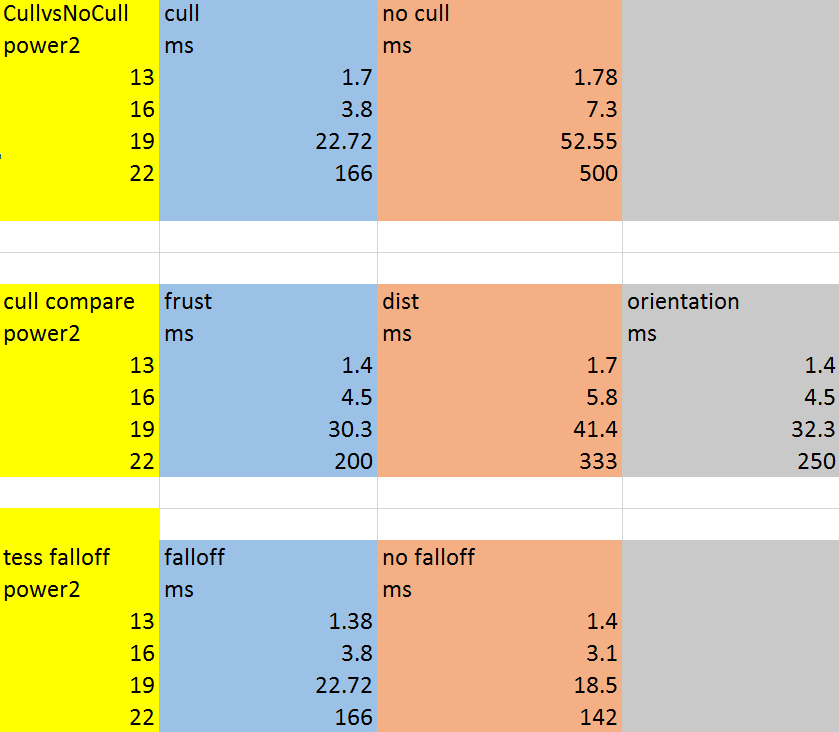 CullvsNoCull cull no cull
power2 ms ms
13 1.7 1.78
16 3.8 7.3
19 22.72 52.55
22 166 500
cull compare frust dist orientation
power2 ms ms ms
13 1.4 1.7 1.4
16 4.5 5.8 4.5
19 30.3 41.4 32.3
22 200 333 250
tess falloff falloff no falloff
power2 ms ms
13 1.38 1.4
16 3.8 3.1
19 22.72 18.5
22 166 142